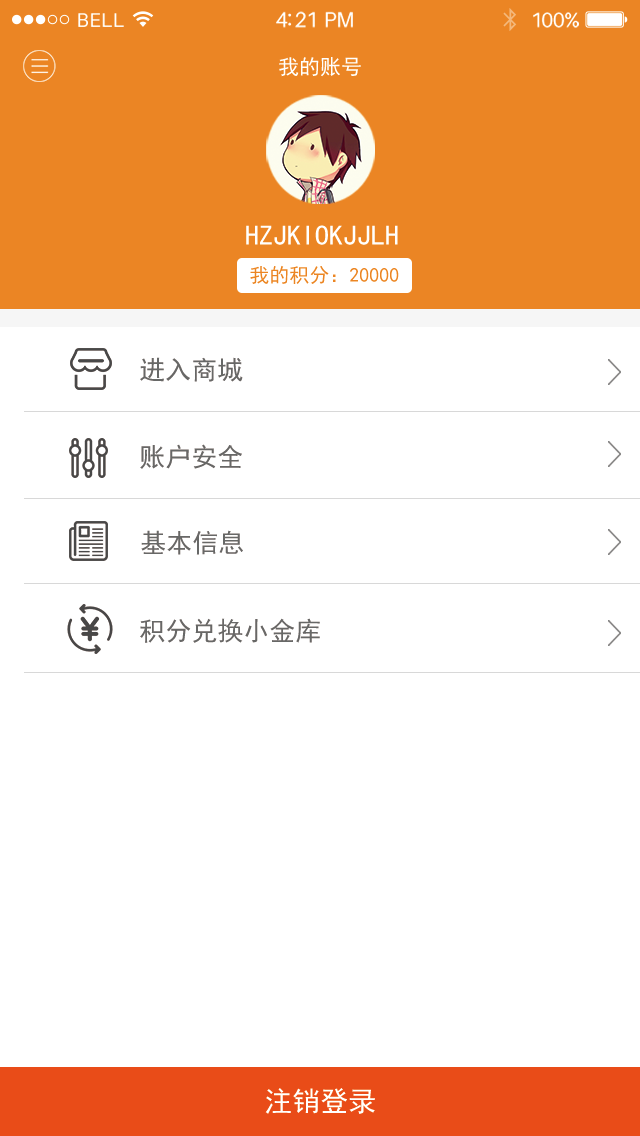 BELL 4:21 PM 100%
我的账号
HZJKIOKJJLH
我的积分：20000
进入商城
账户安全
基本信息
积分兑换小金库
注销登录